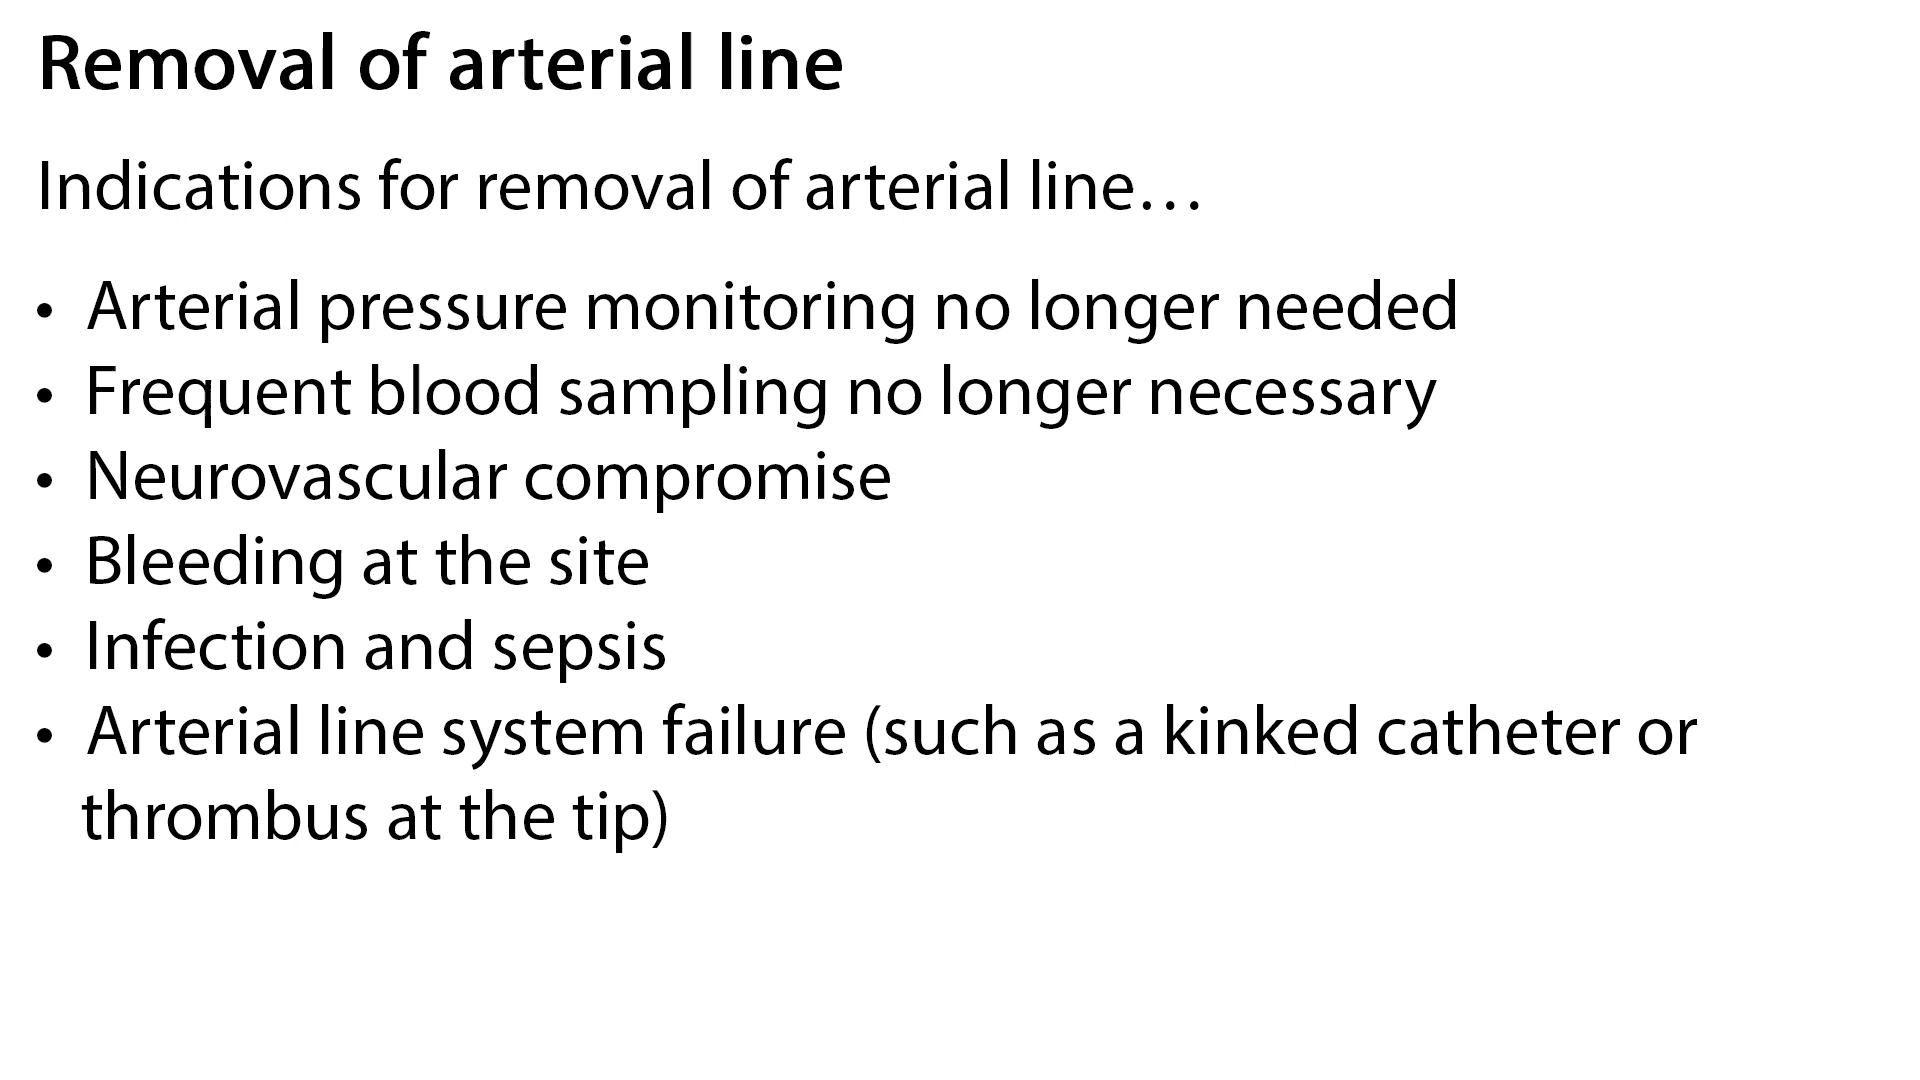 Removal of arterial line
Indications for removal of arterial line…
• Arterial pressure monitoring no longer needed
• Frequent blood sampling no longer necessary
• Neurovascular compromise
• Bleeding at the site
• Infection and sepsis
• Arterial line system failure (such as a kinked catheter or
thrombus at the tip)